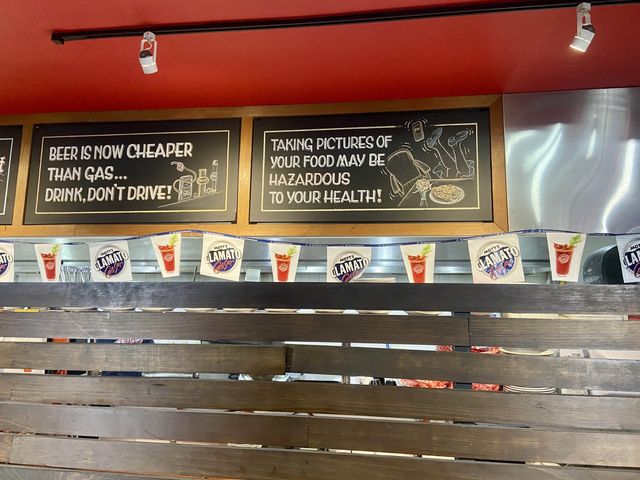 BEER IS NOW CHEAPER
THAN GAS...
DRINK, DON'T DRIVE!
TAKING PICTURES OF
YOUR FOOD MAY BE
HAZARDOUS
TO YOUR HEALTH!
MOTT'S
CLAMATO
Caesar
MOTT'S
CLAMATO
Caesar
MOTT'S
CLAMATO
MOTT'S
CLAMATO